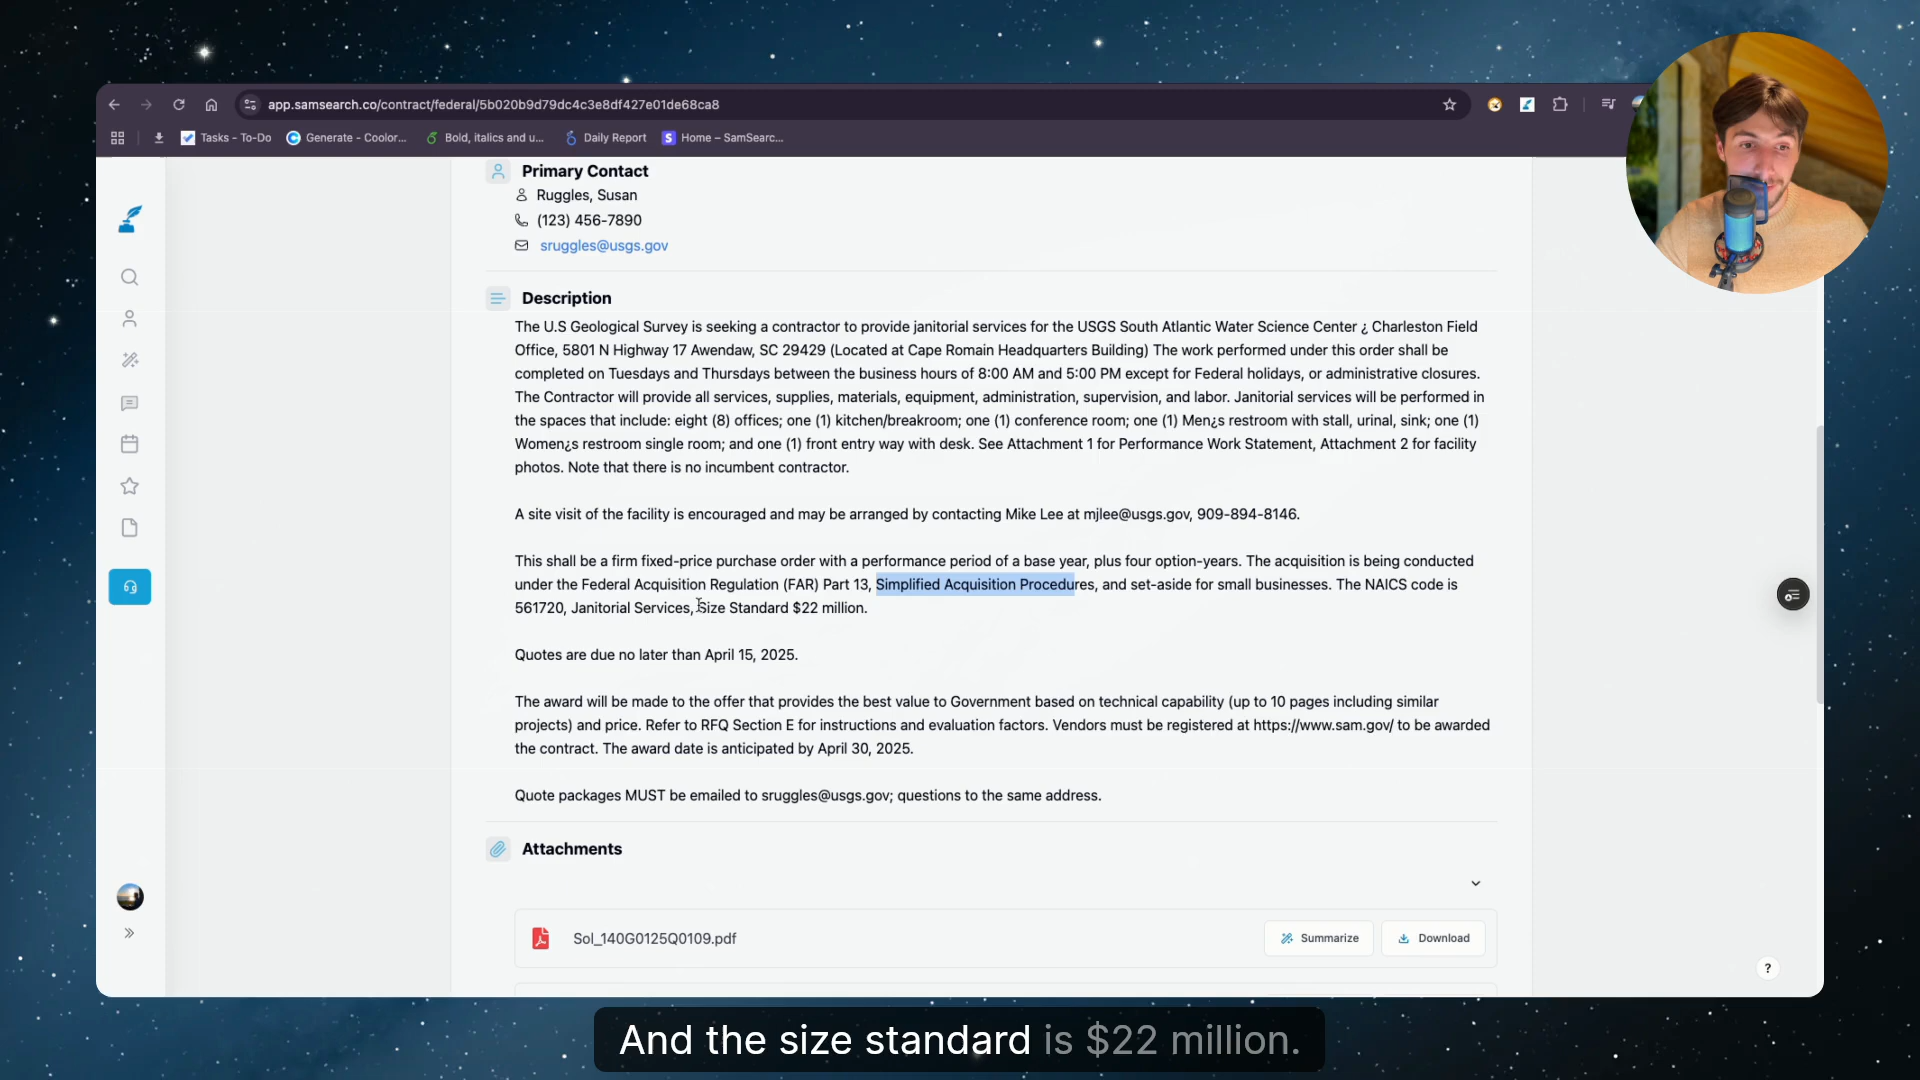 app.samsearch.co/contract/federal/5b020b9d79dc4c3e8df427e01de68ca8
Tasks - To-Do
Generate - Coolor...
Bold, italics and u...
Daily Report
S
Home – SamSearc...
Primary Contact
Ruggles, Susan
(123) 456-7890
sruggles@usgs.gov
Description
The U.S Geological Survey is seeking a contractor to provide janitorial services for the USGS South Atlantic Water Science Center ¿ Charleston Field
Office, 5801 N Highway 17 Awendaw, SC 29429 (Located at Cape Romain Headquarters Building) The work performed under this order shall be
completed on Tuesdays and Thursdays between the business hours of 8:00 AM and 5:00 PM except for Federal holidays, or administrative closures.
The Contractor will provide all services, supplies, materials, equipment, administration, supervision, and labor. Janitorial services will be performed in
the spaces that include: eight (8) offices; one (1) kitchen/breakroom; one (1) conference room; one (1) Men¿s restroom with stall, urinal, sink; one (1)
Women¿s restroom single room; and one (1) front entry way with desk. See Attachment 1 for Performance Work Statement, Attachment 2 for facility
photos. Note that there is no incumbent contractor.
A site visit of the facility is encouraged and may be arranged by contacting Mike Lee at mjlee@usgs.gov, 909-894-8146.
This shall be a firm fixed-price purchase order with a performance period of a base year, plus four option-years. The acquisition is being conducted
under the Federal Acquisition Regulation (FAR) Part 13, Simplified Acquisition Procedures, and set-aside for small businesses. The NAICS code is
561720, Janitorial Services, Size Standard $22 million.
Quotes are due no later than April 15, 2025.
The award will be made to the offer that provides the best value to Government based on technical capability (up to 10 pages including similar
projects) and price. Refer to RFQ Section E for instructions and evaluation factors. Vendors must be registered at https://www.sam.gov/ to be awarded
the contract. The award date is anticipated by April 30, 2025.
Quote packages MUST be emailed to sruggles@usgs.gov; questions to the same address.
Attachments
Sol_140G0125Q0109.pdf
Summarize
Download
?
And the size standard is $22 million.